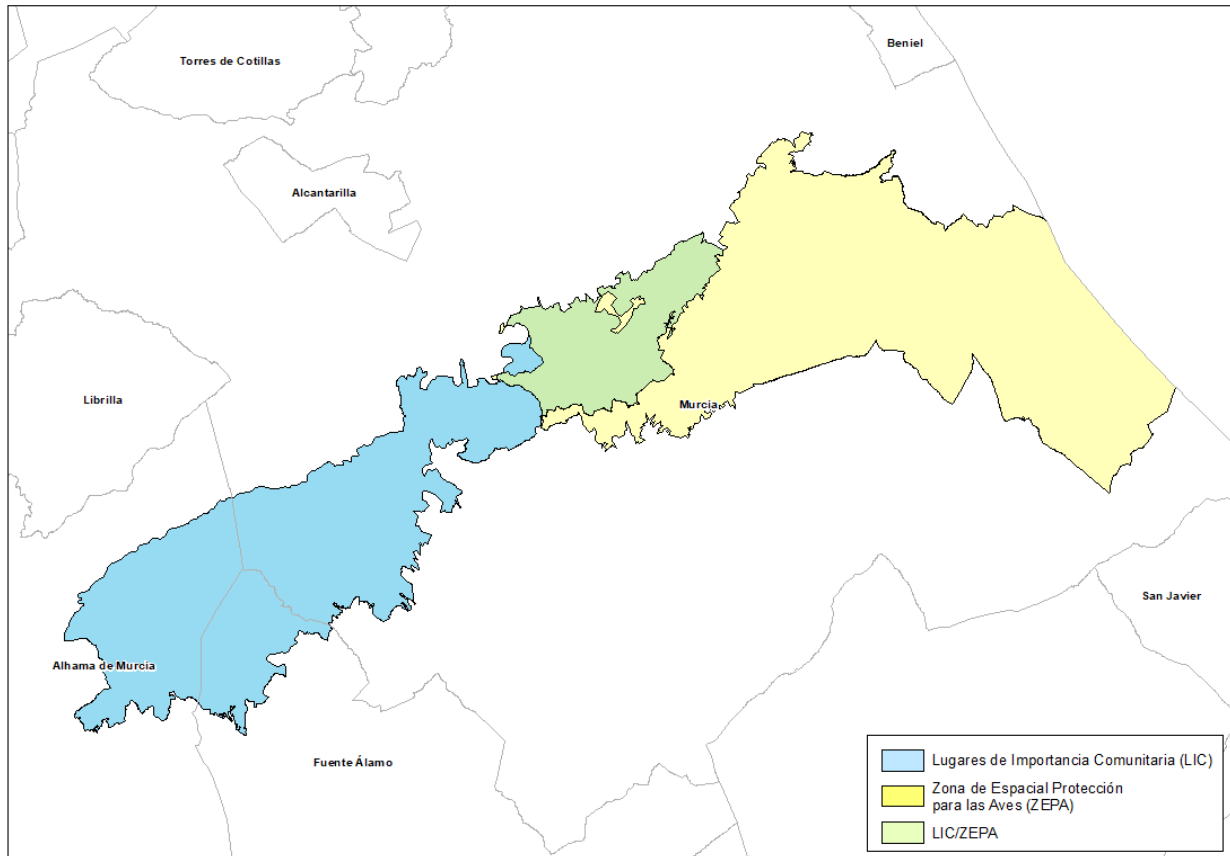 Beniel
Torres de Cotillas
Alcantarilla
Librilla
Murcia
San Javier
Alhama de Murcia
Fuente Álamo
Lugares de Importancia Comunitaria (LIC)
Zona de Espacial Protección
para las Aves (ZEPA)
LIC/ZEPA